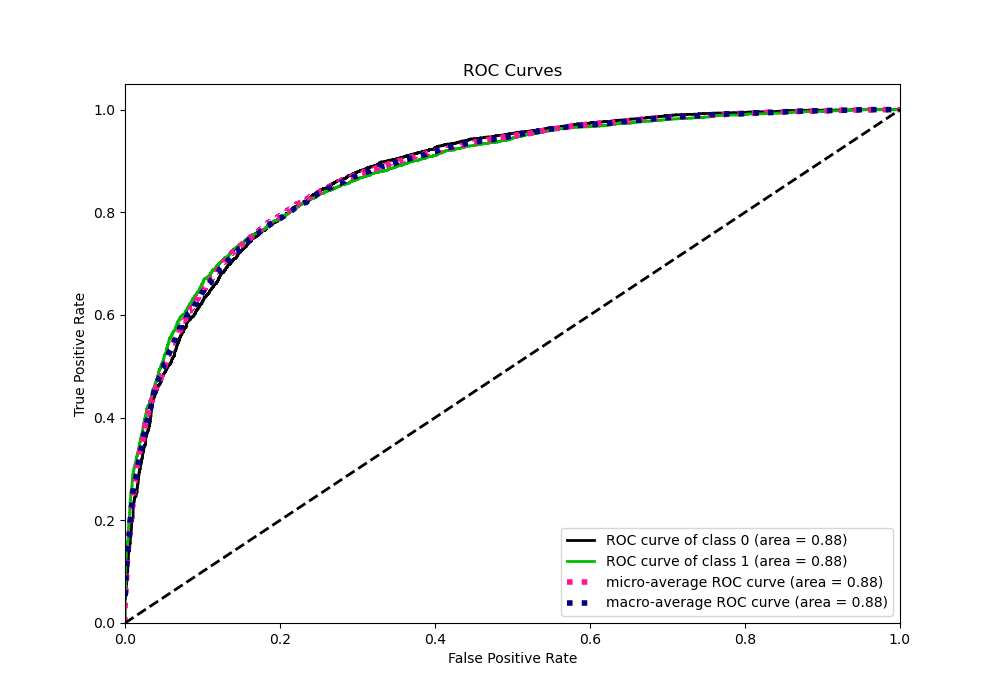 ROC Curves
True Positive Rate
1.0
0.8
0.6
0.4
0.2
0.0
ROC curve of class 0 (area = 0.88)
ROC curve of class 1 (area = 0.88)
micro-average ROC curve (area = 0.88)
macro-average ROC curve (area = 0.88)
0.0 0.2 0.4 0.6 0.8 1.0
False Positive Rate